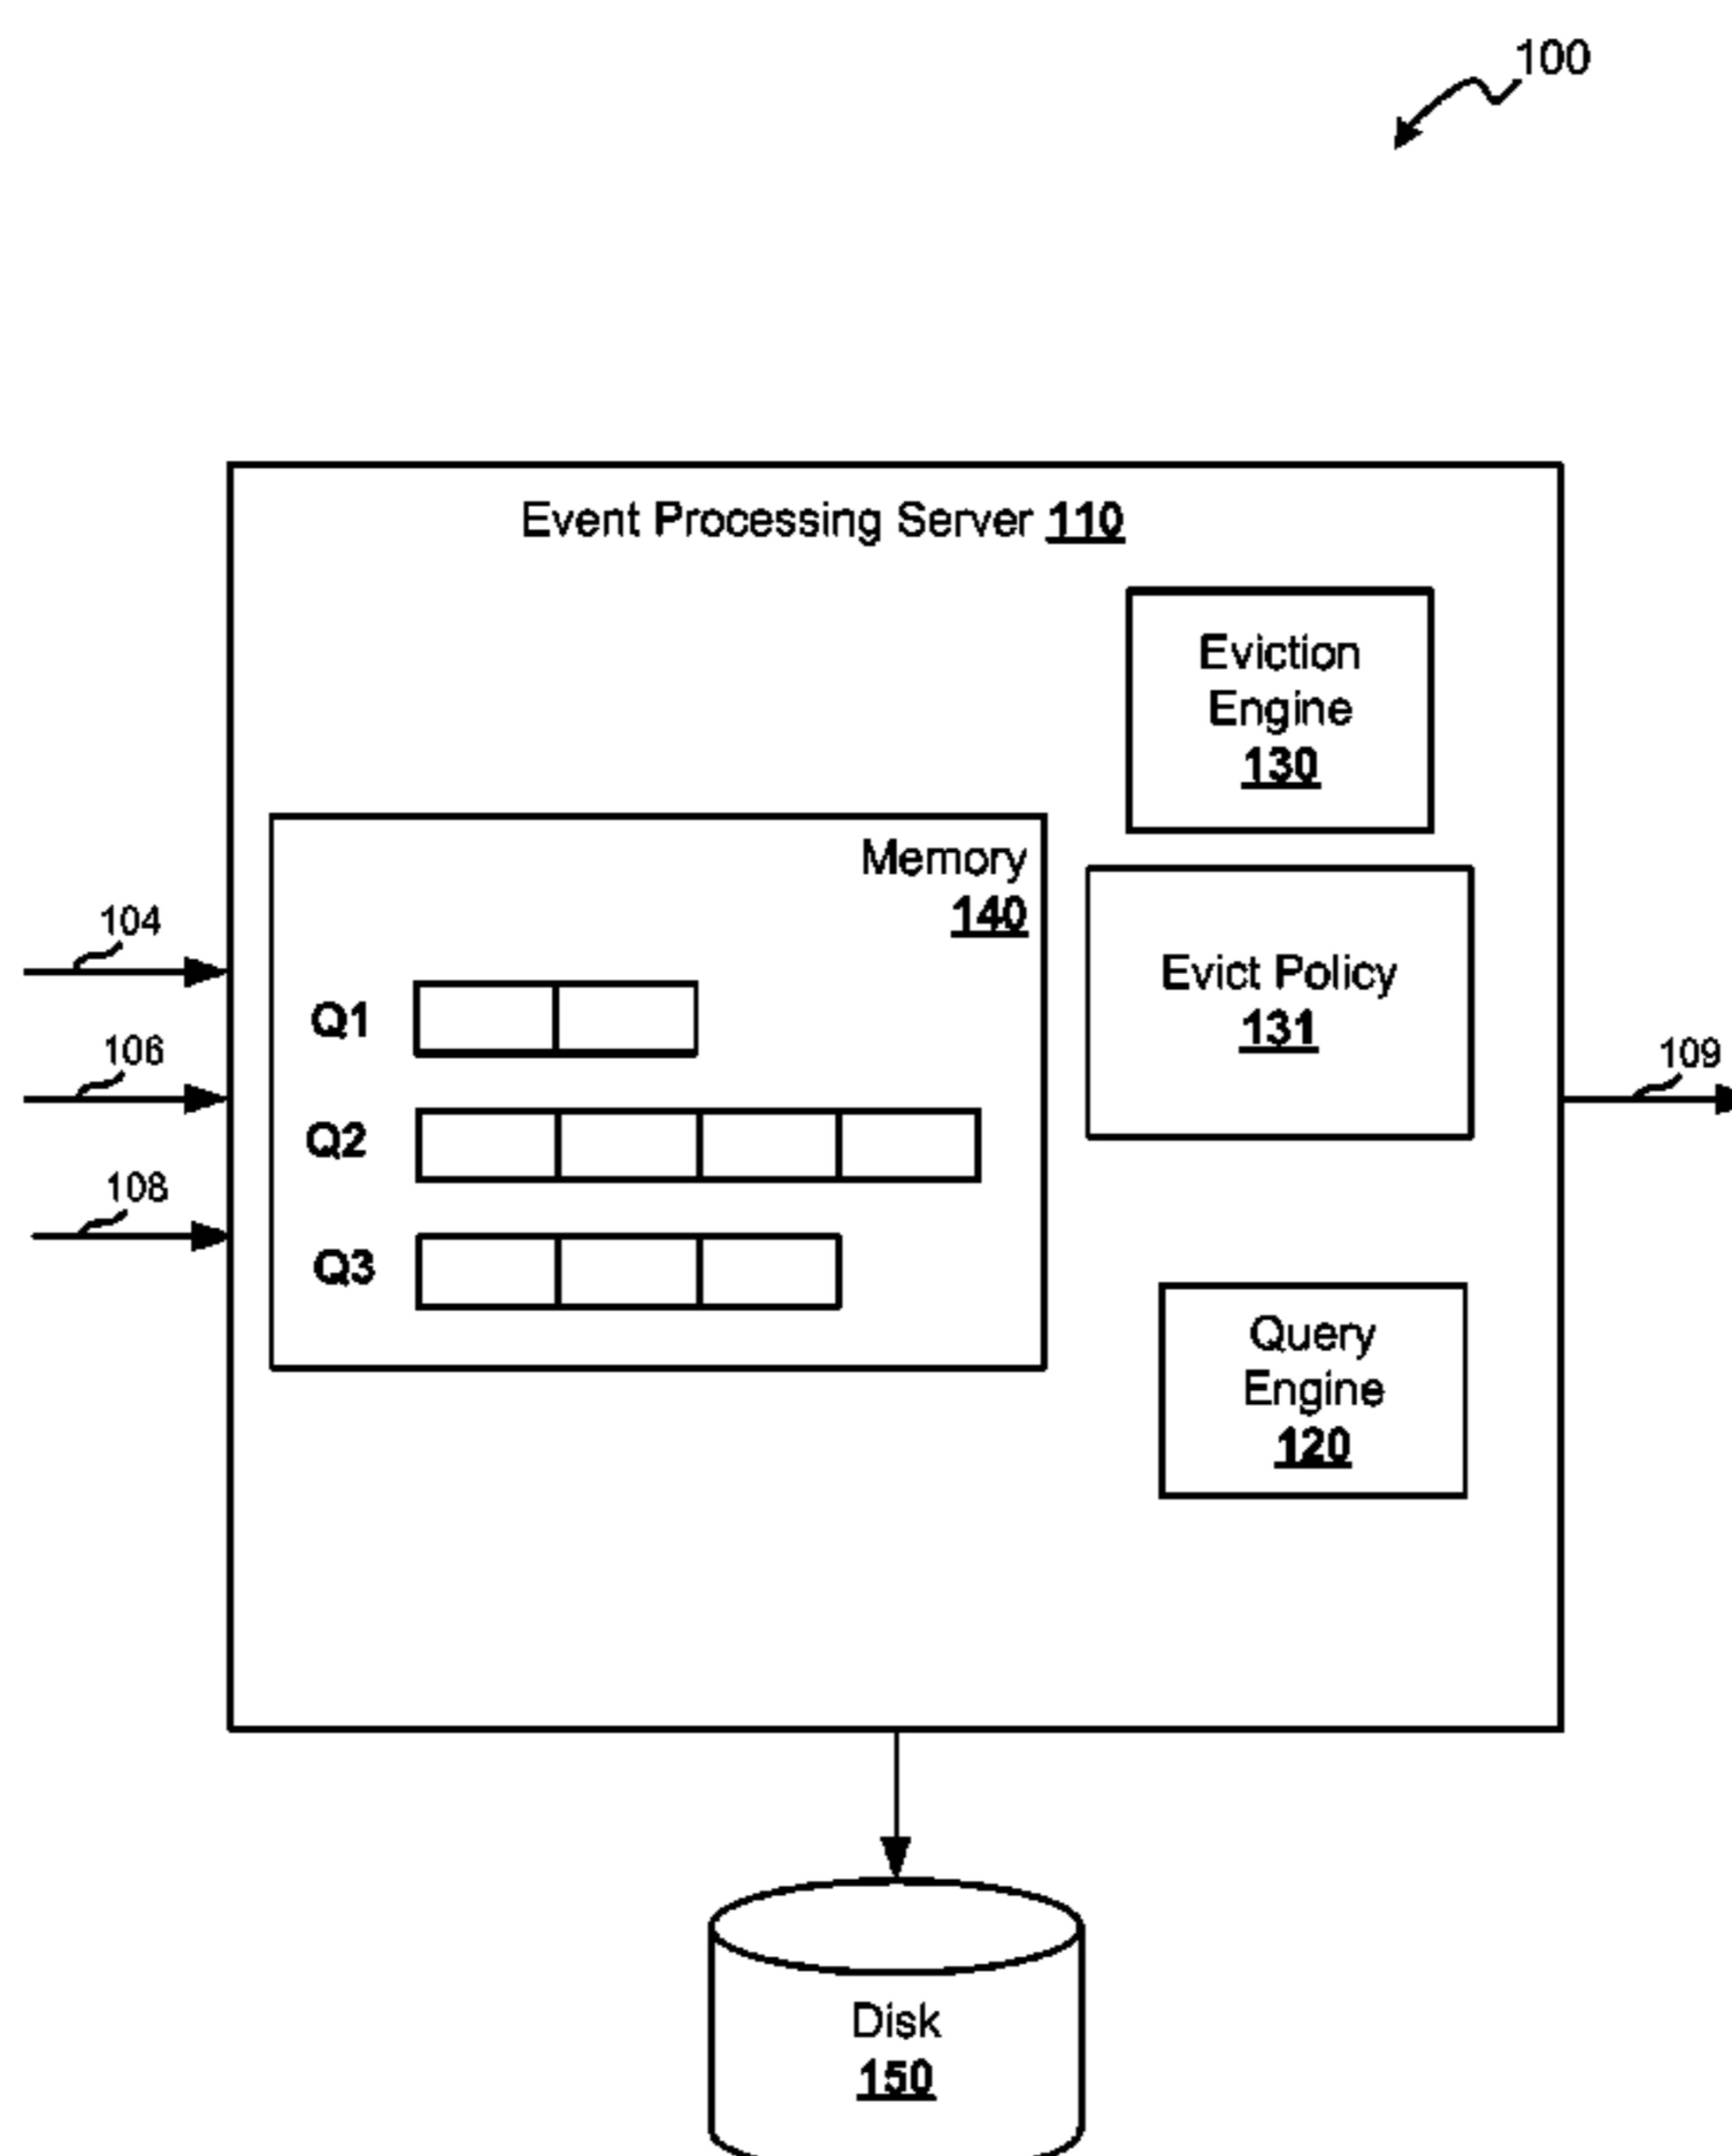 100
Event Processing Server 110
Eviction
Engine
130
Memory
140
Evict Policy
131
104
106
108
109
Q1
Q2
Q3
Query
Engine
120
Disk
150